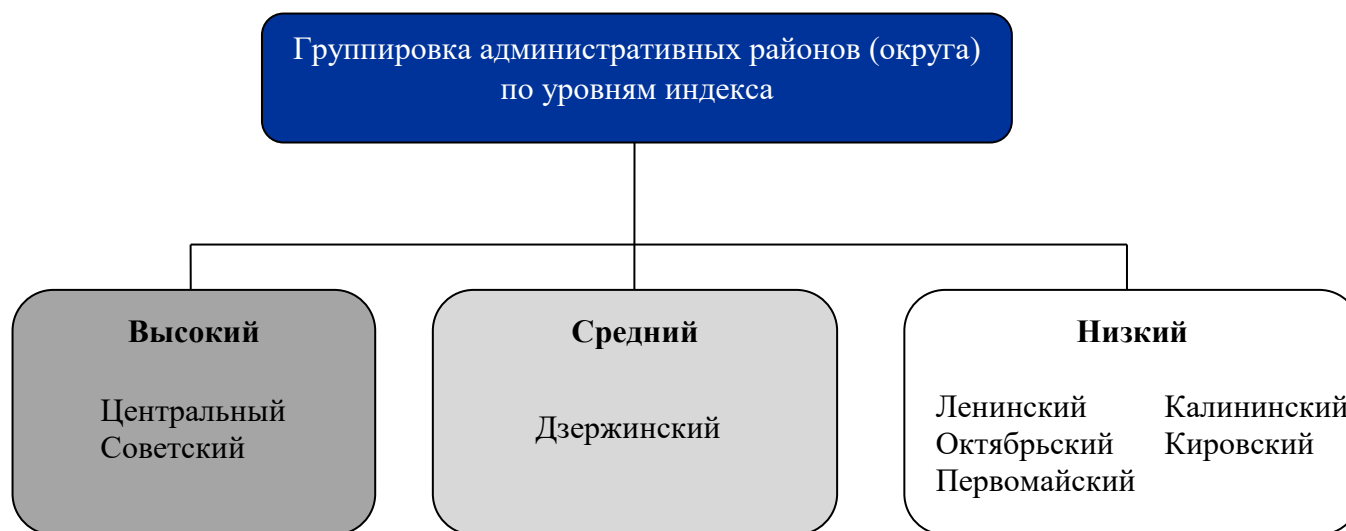 Группировка административных районов (округа)
по уровням индекса
Высокий
Центральный
Советский
Средний
Дзержинский
Низкий
Ленинский
Октябрьский
Первомайский
Калининский
Кировский